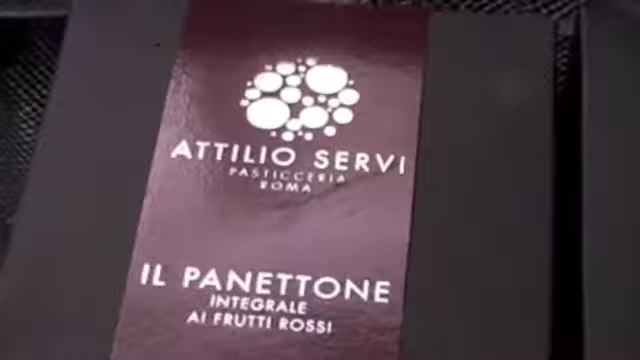 ATTILIO SERVI
PASTICCERIA
ROMA
IL PANETTONE
INTEGRALE
AI FRUTTI ROSSI